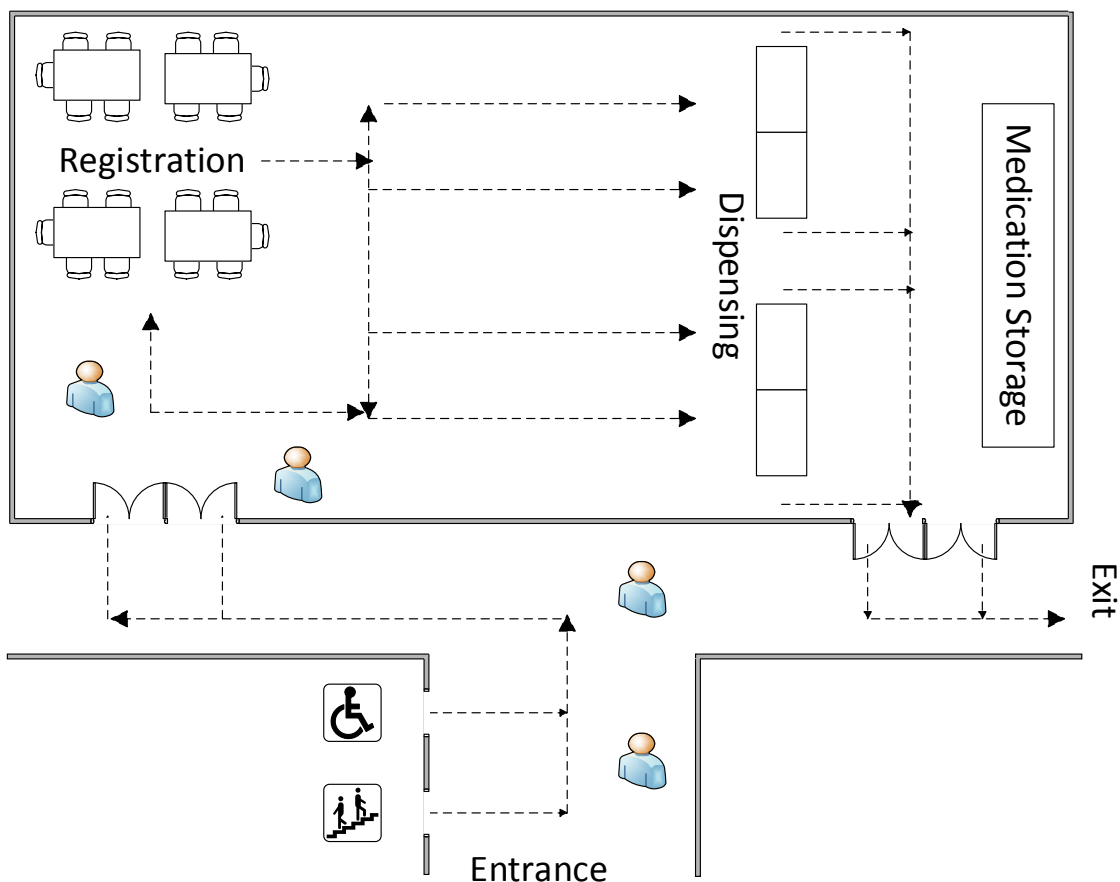 Registration
Dispensing
Medication Storage
Exit
Entrance